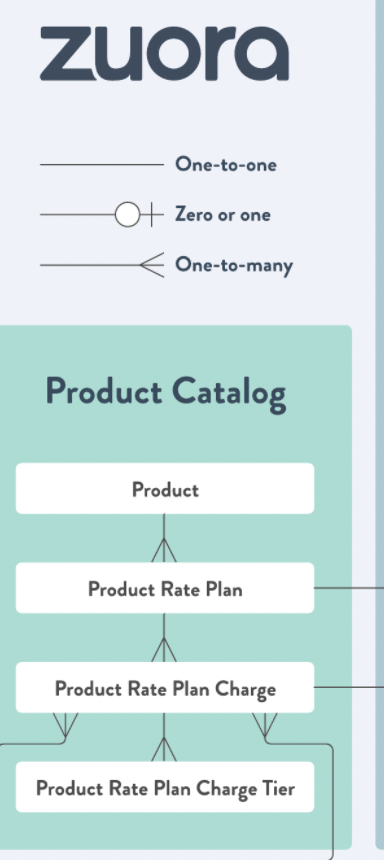 zuora
One-to-one
Zero or one
One-to-many
Product Catalog
Product
Product Rate Plan
Product Rate Plan Charge
Product Rate Plan Charge Tier